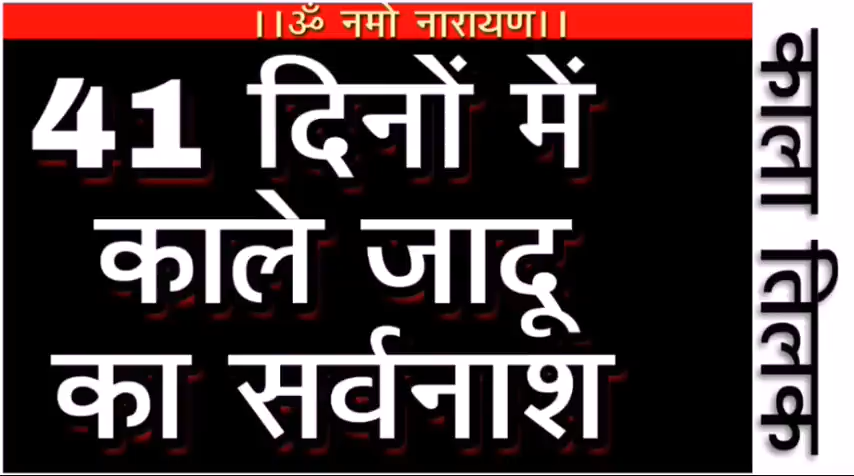 ।।ॐ नमो नारायण।।
41 दिनों में
काले जादू
का सर्वनाश
काला तिलक